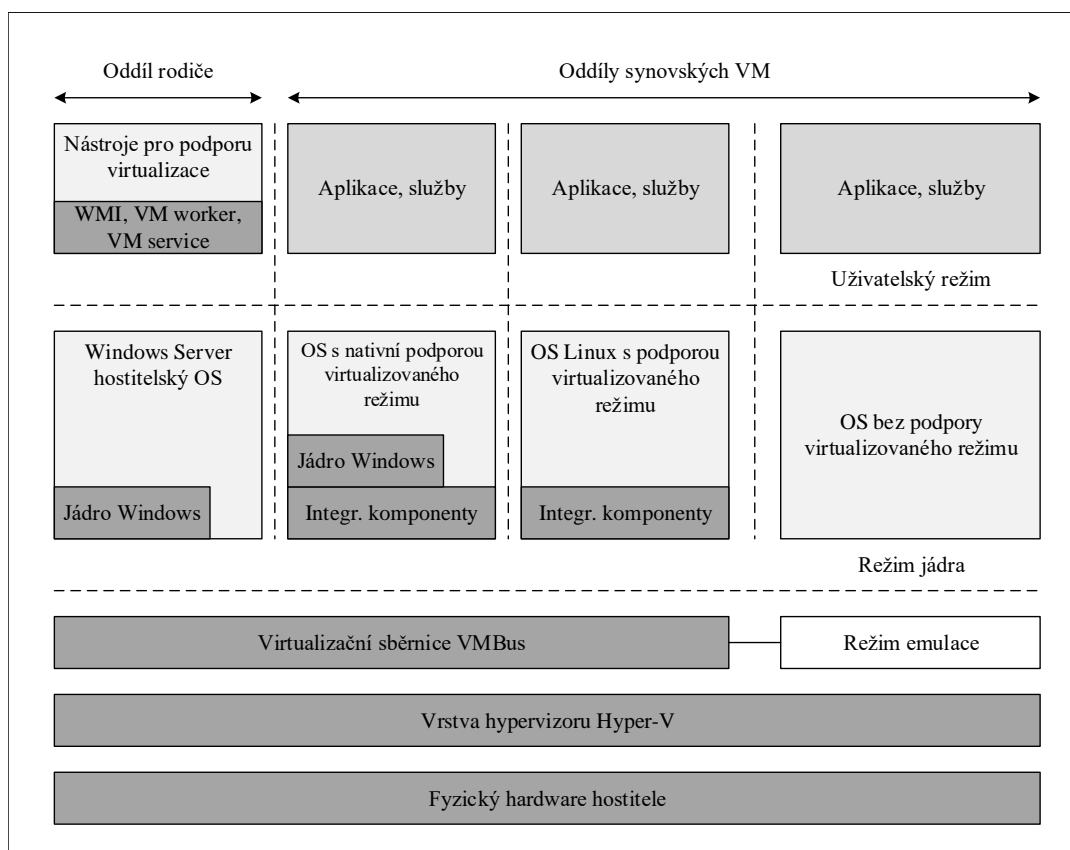 Oddíl rodiče
Oddíly synovských VM
Nástroje pro podporu
virtualizace
WMI, VM worker,
VM service
Aplikace, služby
Aplikace, služby
Aplikace, služby
Uživatelský režim
Windows Server
hostitelský OS
Jádro Windows
OS s nativní podporou
virtualizovaného
režimu
Jádro Windows
Integr. komponenty
OS Linux s podporou
virtualizovaného
režimu
Integr. komponenty
OS bez podpory
virtualizovaného režimu
Režim jádra
Virtualizační sběrnice VMBus
Režim emulace
Vrstva hypervizoru Hyper-V
Fyzický hardware hostitele